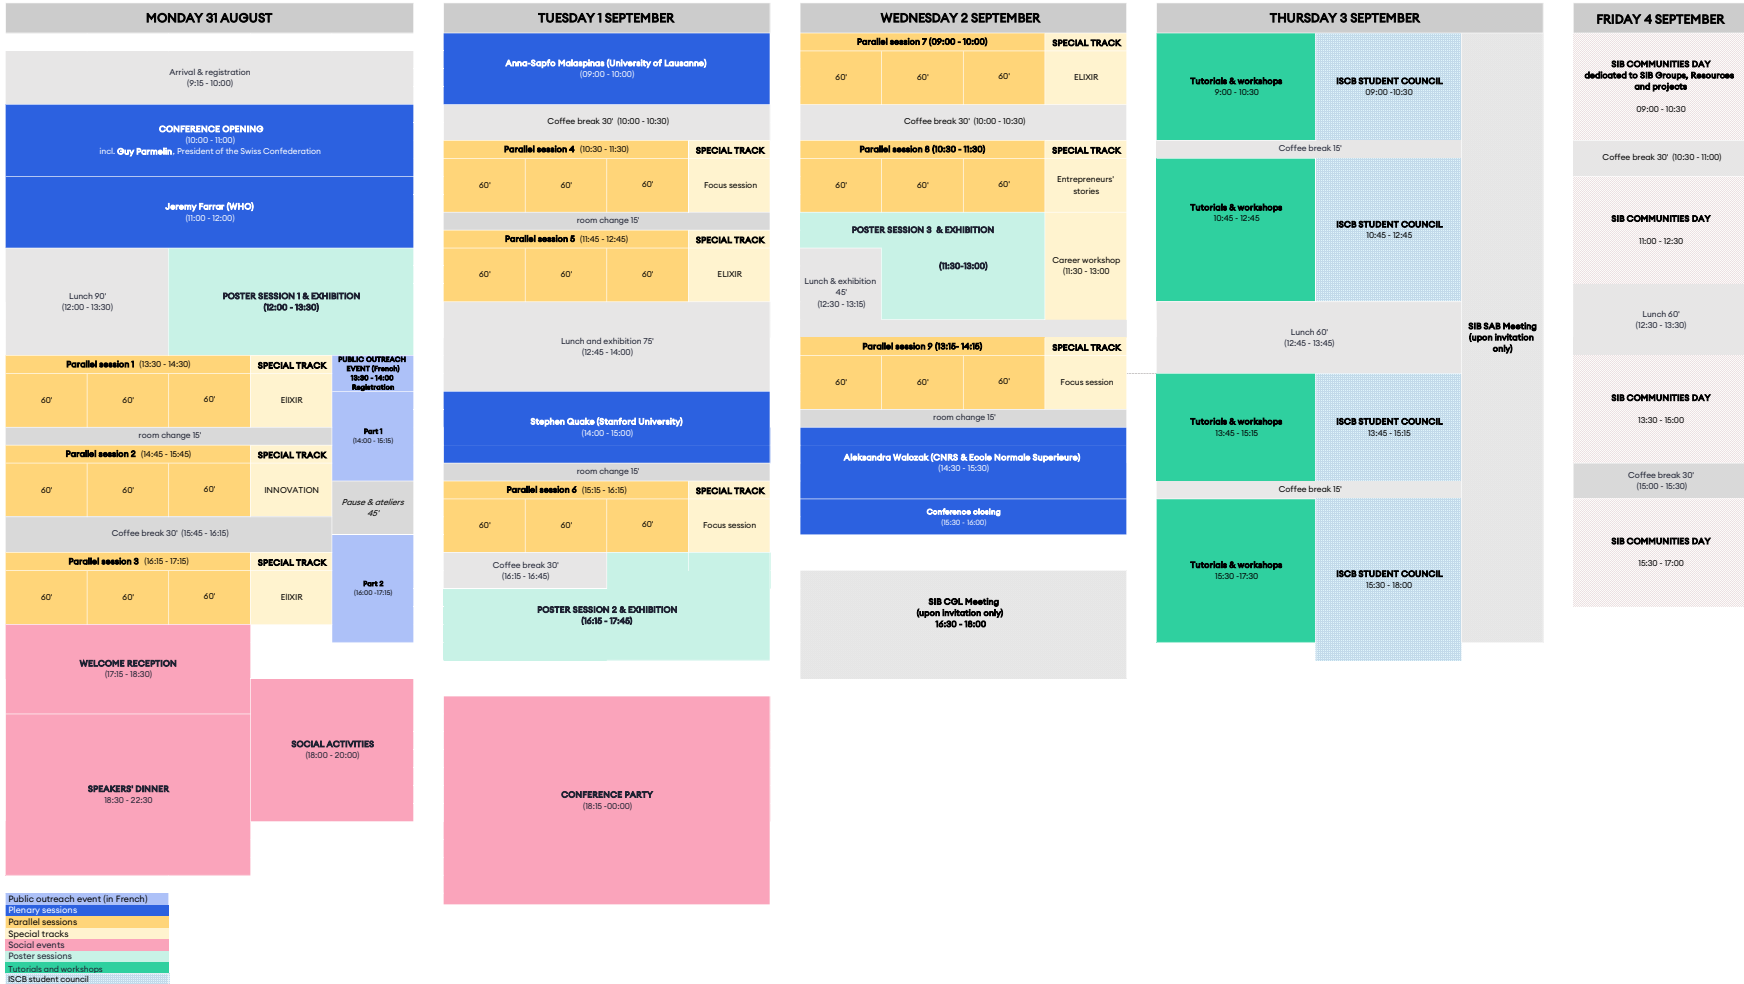 MONDAY 31 AUGUST
Arrival & registration
(9:15 - 10:00)
CONFERENCE OPENING
(10:00 - 11:00)
incl. Guy Parmelin, President of the Swiss Confederation
Jeremy Farrar (WHO)
(11:00 - 12:00)
Lunch 90'
(12:00 - 13:30)
POSTER SESSION 1 & EXHIBITION
(12:00 - 13:30)
Parallel session 1 (13:30 - 14:30)
SPECIAL TRACK
60'
60'
60'
ElIXIR
PUBLIC OUTREACH
EVENT (French)
13:30 - 14:00
Registration
Part 1
(14:00 - 15:15)
room change 15'
Parallel session 2 (14:45 - 15:45)
SPECIAL TRACK
60'
60'
60'
INNOVATION
Pause & ateliers
45'
Coffee break 30' (15:45 - 16:15)
Parallel session 3 (16:15 - 17:15)
SPECIAL TRACK
60'
60'
60'
ElIXIR
Part 2
(16:00 -17:15)
WELCOME RECEPTION
(17:15 - 18:30)
SOCIAL ACTIVITIES
(18:00 - 20:00)
SPEAKERS' DINNER
18:30 - 22:30
TUESDAY 1 SEPTEMBER
Anna-Sapfo Malaspinas (University of Lausanne)
(09:00 - 10:00)
Coffee break 30' (10:00 - 10:30)
Parallel session 4 (10:30 - 11:30)
SPECIAL TRACK
60'
60'
60'
Focus session
room change 15'
Parallel session 5 (11:45 - 12:45)
SPECIAL TRACK
60'
60'
60'
ELIXIR
Lunch and exhibition 75'
(12:45 - 14:00)
Stephen Quake (Stanford University)
(14:00 - 15:00)
room change 15'
Parallel session 6 (15:15 - 16:15)
SPECIAL TRACK
60'
60'
60'
Focus session
Coffee break 30'
(16:15 - 16:45)
POSTER SESSION 2 & EXHIBITION
(16:15 - 17:45)
CONFERENCE PARTY
(18:15 -00:00)
WEDNESDAY 2 SEPTEMBER
Parallel session 7 (09:00 - 10:00)
SPECIAL TRACK
60'
60'
60'
ELIXIR
Coffee break 30' (10:00 - 10:30)
Parallel session 8 (10:30 - 11:30)
SPECIAL TRACK
60'
60'
60'
Entrepreneurs'
stories
POSTER SESSION 3 & EXHIBITION
(11:30-13:00)
Lunch & exhibition
45'
(12:30 - 13:15)
Career workshop
(11:30 - 13:00
Parallel session 9 (13:15- 14:15)
SPECIAL TRACK
60'
60'
60'
Focus session
room change 15'
Aleksandra Walczak (CNRS & Ecole Normale Superieure)
(14:30 - 15:30)
Conference closing
(15:30 - 16:00)
SIB CGL Meeting
(upon invitation only)
16:30 - 18:00
THURSDAY 3 SEPTEMBER
Tutorials & workshops
9:00 - 10:30
ISCB STUDENT COUNCIL
09:00 -10:30
Coffee break 15'
Tutorials & workshops
10:45 - 12:45
ISCB STUDENT COUNCIL
10:45 - 12:45
Lunch 60'
(12:45 - 13:45)
SIB SAB Meeting
(upon invitation
only)
Tutorials & workshops
13:45 - 15:15
ISCB STUDENT COUNCIL
13:45 - 15:15
Coffee break 15'
Tutorials & workshops
15:30 -17:30
ISCB STUDENT COUNCIL
15:30 - 18:00
FRIDAY 4 SEPTEMBER
SIB COMMUNITIES DAY
dedicated to SIB Groups, Resources
and projects
09:00 - 10:30
Coffee break 30' (10:30 - 11:00)
SIB COMMUNITIES DAY
11:00 - 12:30
Lunch 60'
(12:30 - 13:30)
SIB COMMUNITIES DAY
13:30 - 15:00
Coffee break 30'
(15:00 - 15:30)
SIB COMMUNITIES DAY
15:30 - 17:00
Public outreach event (in French)
Plenary sessions
Parallel sessions
Special tracks
Social events
Poster sessions
Tutorials and workshops
ISCB student council